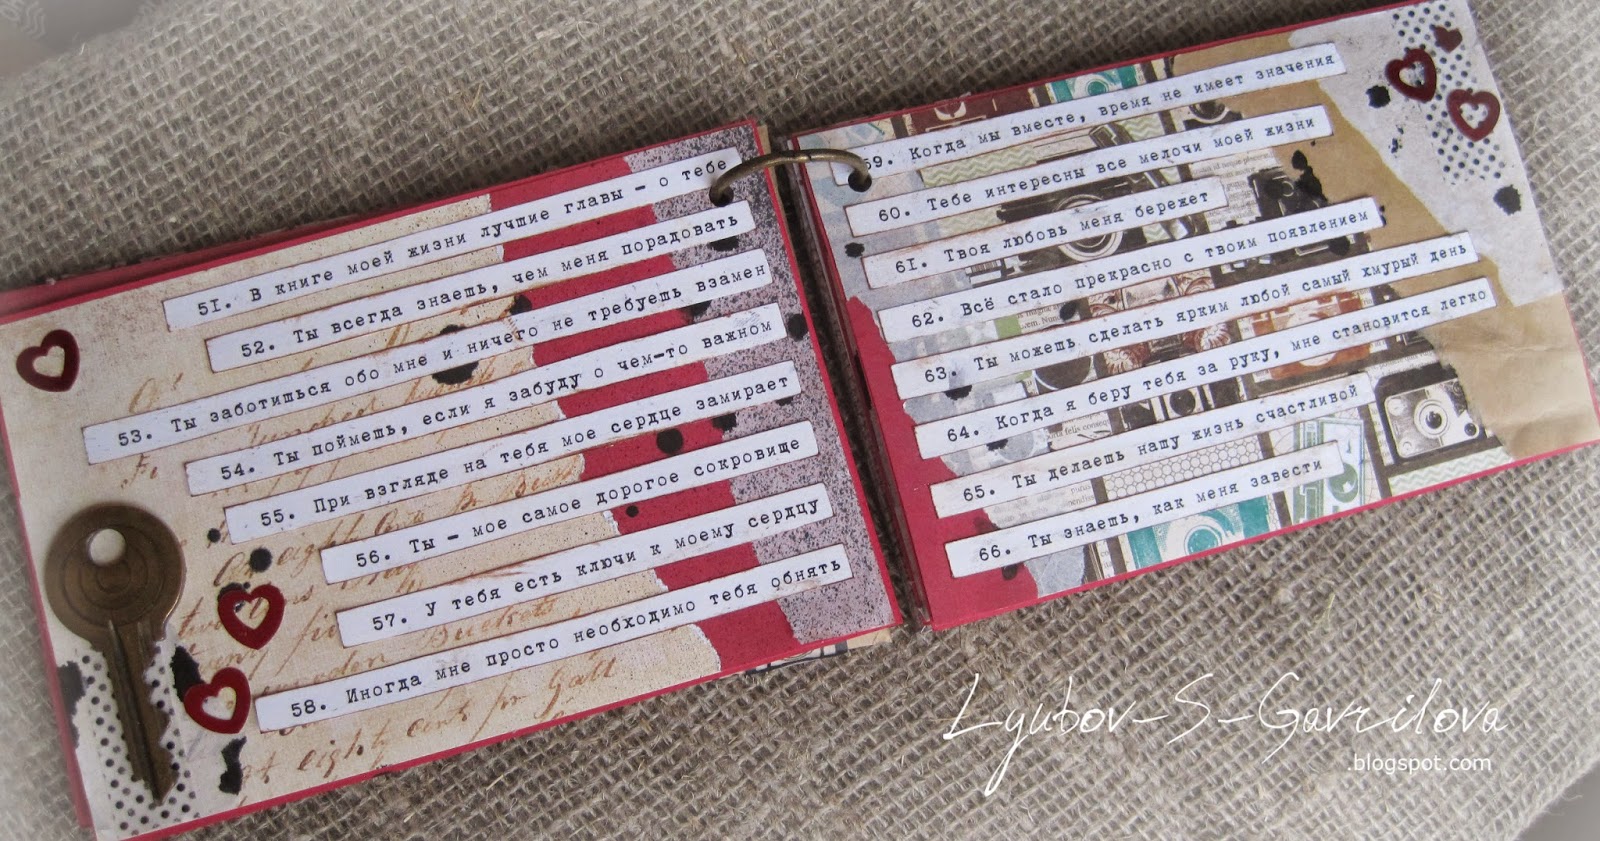 51. В книге моей жизни лучшие главы – о тебе
52. Ты всегда знаешь, чем меня порадовать
53. Ты заботишься обо мне и ничего не требуешь взамен
54. Ты поймешь, если я забуду о чем-то важном
55. При взгляде на тебя мое сердце замирает
56. Ты – мое самое дорогое сокровище
57. У тебя есть ключи к моему сердцу
58. Иногда мне просто необходимо тебя обнять
59. Когда мы вместе, время не имеет значения
60. Тебе интересны все мелочи моей жизни
61. Твоя любовь меня бережет
62. Всё стало прекрасно с твоим появлением
63. Ты можешь сделать ярким любой самый хмурый день
64. Когда я беру тебя за руку, мне становится легко
65. Ты делаешь нашу жизнь счастливой
66. Ты знаешь, как меня завести
eight cent pr Gall
Lyubov-S-Gavrilova
.blogspot.com